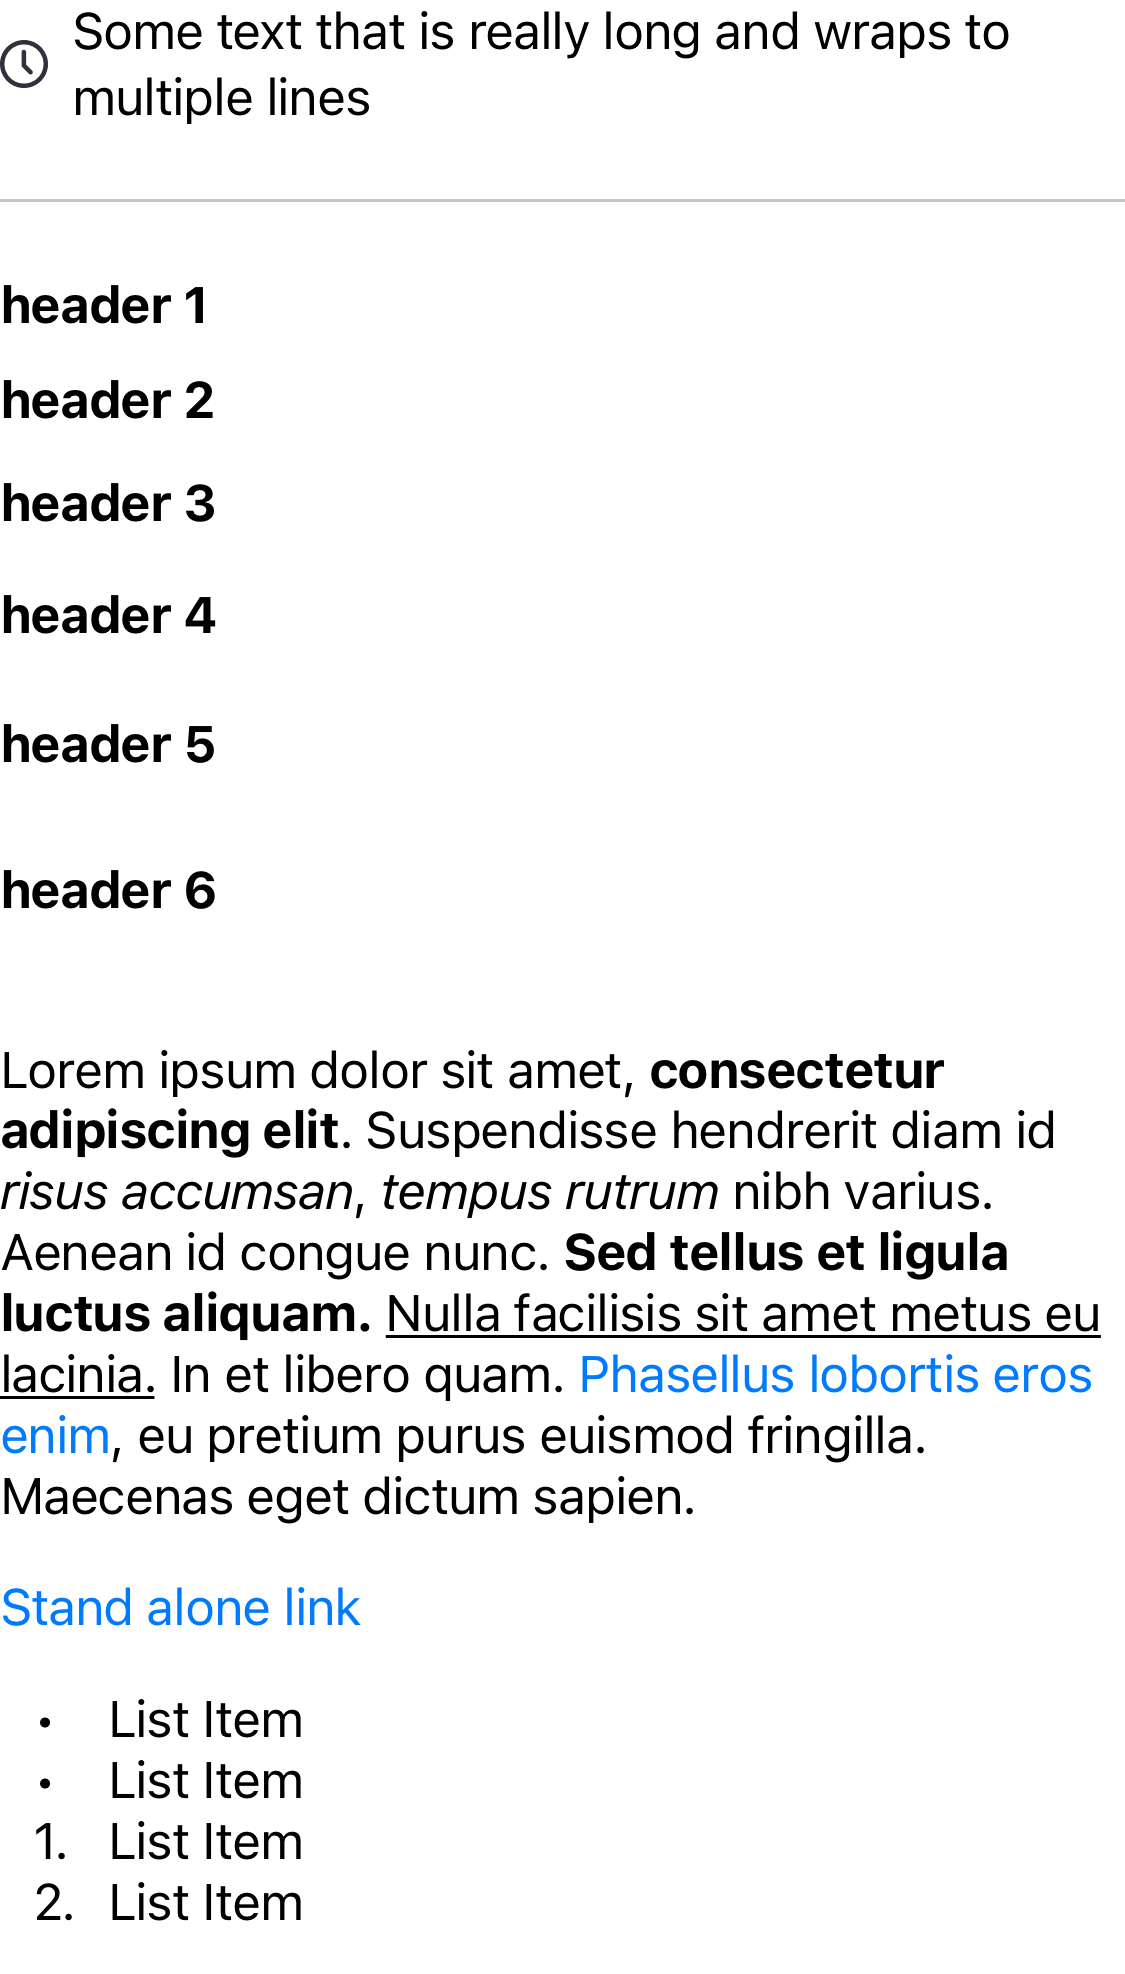 Some text that is really long and wraps to
multiple lines
header 1
header 2
header 3
header 4
header 5
header 6
Lorem ipsum dolor sit amet, consectetur
adipiscing elit. Suspendisse hendrerit diam id
risus accumsan, tempus rutrum nibh varius.
Aenean id congue nunc. Sed tellus et ligula
luctus aliquam. Nulla facilisis sit amet metus eu
lacinia. In et libero quam. Phasellus lobortis eros
enim, eu pretium purus euismod fringilla.
Maecenas eget dictum sapien.
Stand alone link
• List Item
• List Item
1. List Item
2. List Item